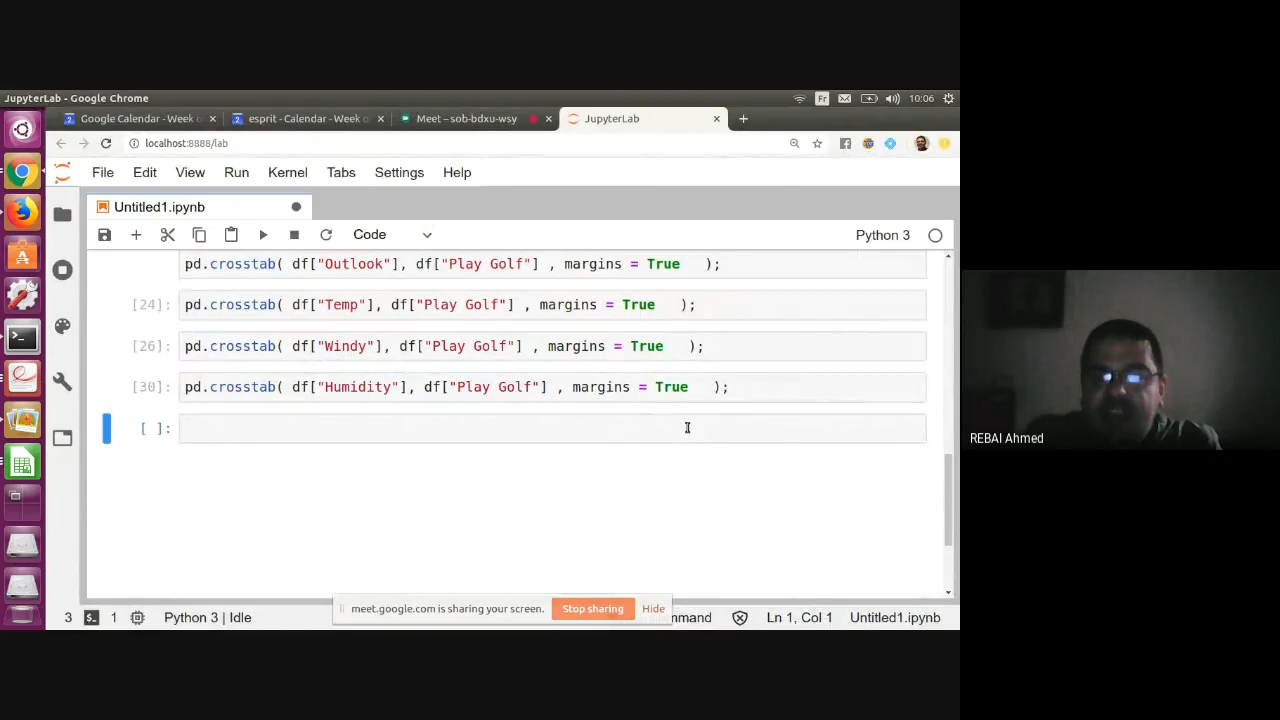 JupyterLab - Google Chrome
Fr
10:06
Google Calendar - Week o
esprit - Calendar - Week o
Meet – sob-bdxu-wsy
JupyterLab
localhost:8888/lab
File Edit View Run Kernel Tabs Settings Help
Untitled1.ipynb
Code
Python 3
pd.crosstab( df["Outlook"], df["Play Golf"] , margins = True );
[24]: pd.crosstab( df["Temp"], df["Play Golf"] , margins = True );
[26]: pd.crosstab( df["Windy"], df["Play Golf"] , margins = True );
[30]: pd.crosstab( df["Humidity"], df["Play Golf"] , margins = True );
[ ]:
REBAI Ahmed
meet.google.com is sharing your screen. Stop sharing Hide
3 1 Python 3 | Idle mmand Ln 1, Col 1 Untitled1.ipynb